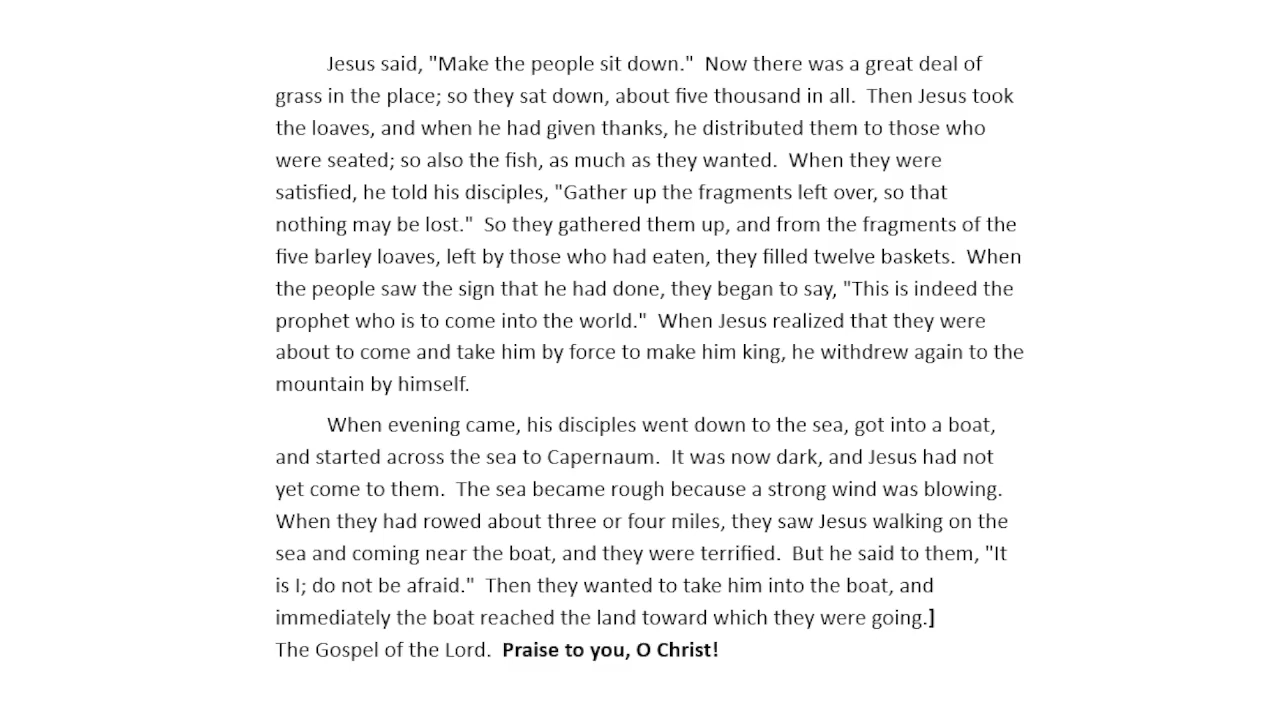 Jesus said, "Make the people sit down."  Now there was a great deal of
grass in the place; so they sat down, about five thousand in all.  Then Jesus took
the loaves, and when he had given thanks, he distributed them to those who
were seated; so also the fish, as much as they wanted.  When they were
satisfied, he told his disciples, "Gather up the fragments left over, so that
nothing may be lost."  So they gathered them up, and from the fragments of the
five barley loaves, left by those who had eaten, they filled twelve baskets.  When
the people saw the sign that he had done, they began to say, "This is indeed the
prophet who is to come into the world."  When Jesus realized that they were
about to come and take him by force to make him king, he withdrew again to the
mountain by himself.
When evening came, his disciples went down to the sea, got into a boat,
and started across the sea to Capernaum.  It was now dark, and Jesus had not
yet come to them.  The sea became rough because a strong wind was blowing.
When they had rowed about three or four miles, they saw Jesus walking on the
sea and coming near the boat, and they were terrified.  But he said to them, "It
is I; do not be afraid."  Then they wanted to take him into the boat, and
immediately the boat reached the land toward which they were going.]
The Gospel of the Lord.  Praise to you, O Christ!